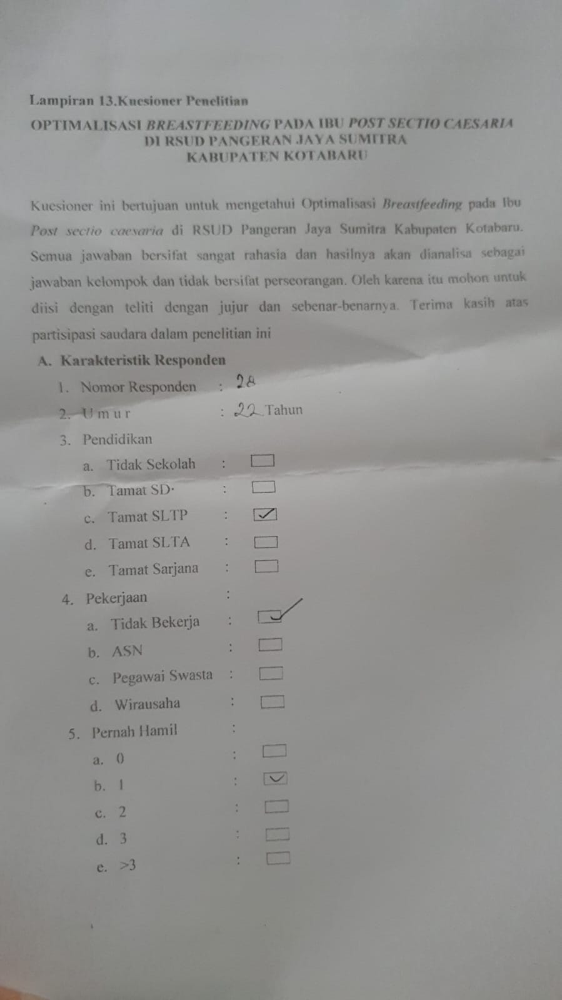 Lampiran 13.Kuesioner Penelitian
OPTIMALISASI BREASTFEEDING PADA IBU POST SECTIO CAESARIA
DI RSUD PANGERAN JAYA SUMITRA
KABUPATEN KOTABARU
Kuesioner ini bertujuan untuk mengetahui Optimalisasi Breastfeeding pada Ibu
Post sectio caesaria di RSUD Pangeran Jaya Sumitra Kabupaten Kotabaru.
Semua jawaban bersifat sangat rahasia dan hasilnya akan dianalisa sebagai
jawaban kelompok dan tidak bersifat perseorangan. Oleh karena itu mohon untuk
diisi dengan teliti dengan jujur dan sebenar-benarnya. Terima kasih atas
partisipasi saudara dalam penelitian ini
A. Karakteristik Responden
1. Nomor Responden : 28
2. U m u r : 22 Tahun
3. Pendidikan
a. Tidak Sekolah :
b. Tamat SD :
c. Tamat SLTP : ✓
d. Tamat SLTA :
e. Tamat Sarjana :
4. Pekerjaan :
a. Tidak Bekerja : ✓
b. ASN :
c. Pegawai Swasta :
d. Wirausaha :
5. Pernah Hamil :
a. 0 :
b. 1 : ✓
c. 2 :
d. 3 :
e. >3 :